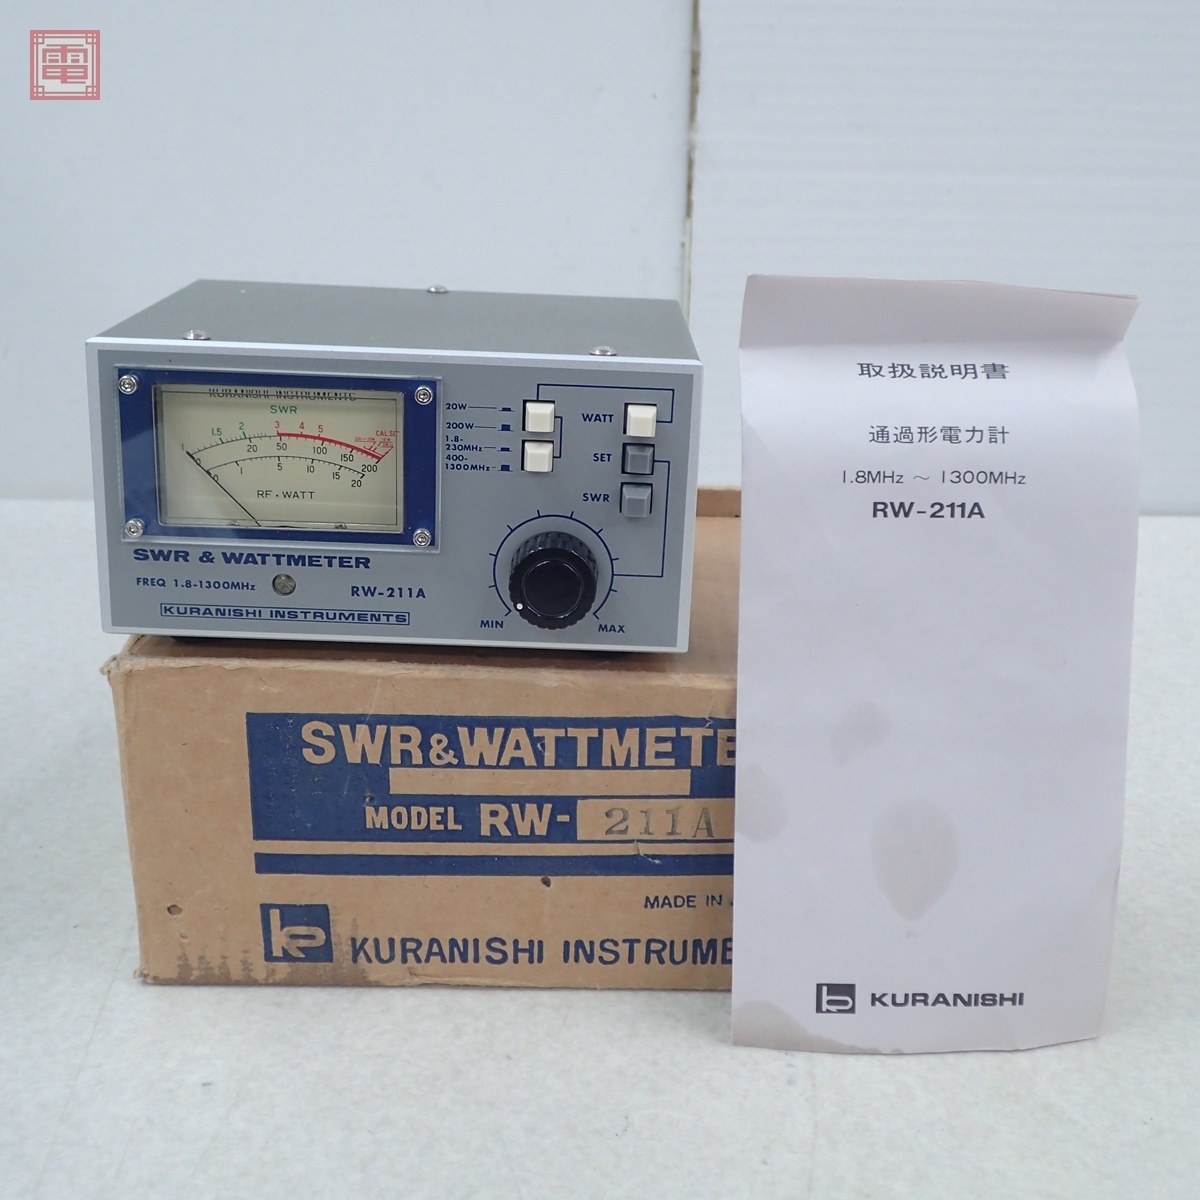 電
KURANISHI INSTRUMENTS
SWR
1.5 2 3 4 5 CAL.SET
1
20 50 100 150 200
0
0 1 5 10 15 20
RF・WATT
SWR & WATTMETER
FREQ 1.8-1300MHz
RW-211A
KURANISHI INSTRUMENTS
20W
200W
1.8-
230MHz
400-
1300MHz
WATT
SET
SWR
MIN
MAX
SWR&WATTMETE
MODEL RW- 211A
MADE IN
KURANISHI INSTRUME
取扱説明書
通過形電力計
1.8MHz ～ 1300MHz
RW-211A
KURANISHI